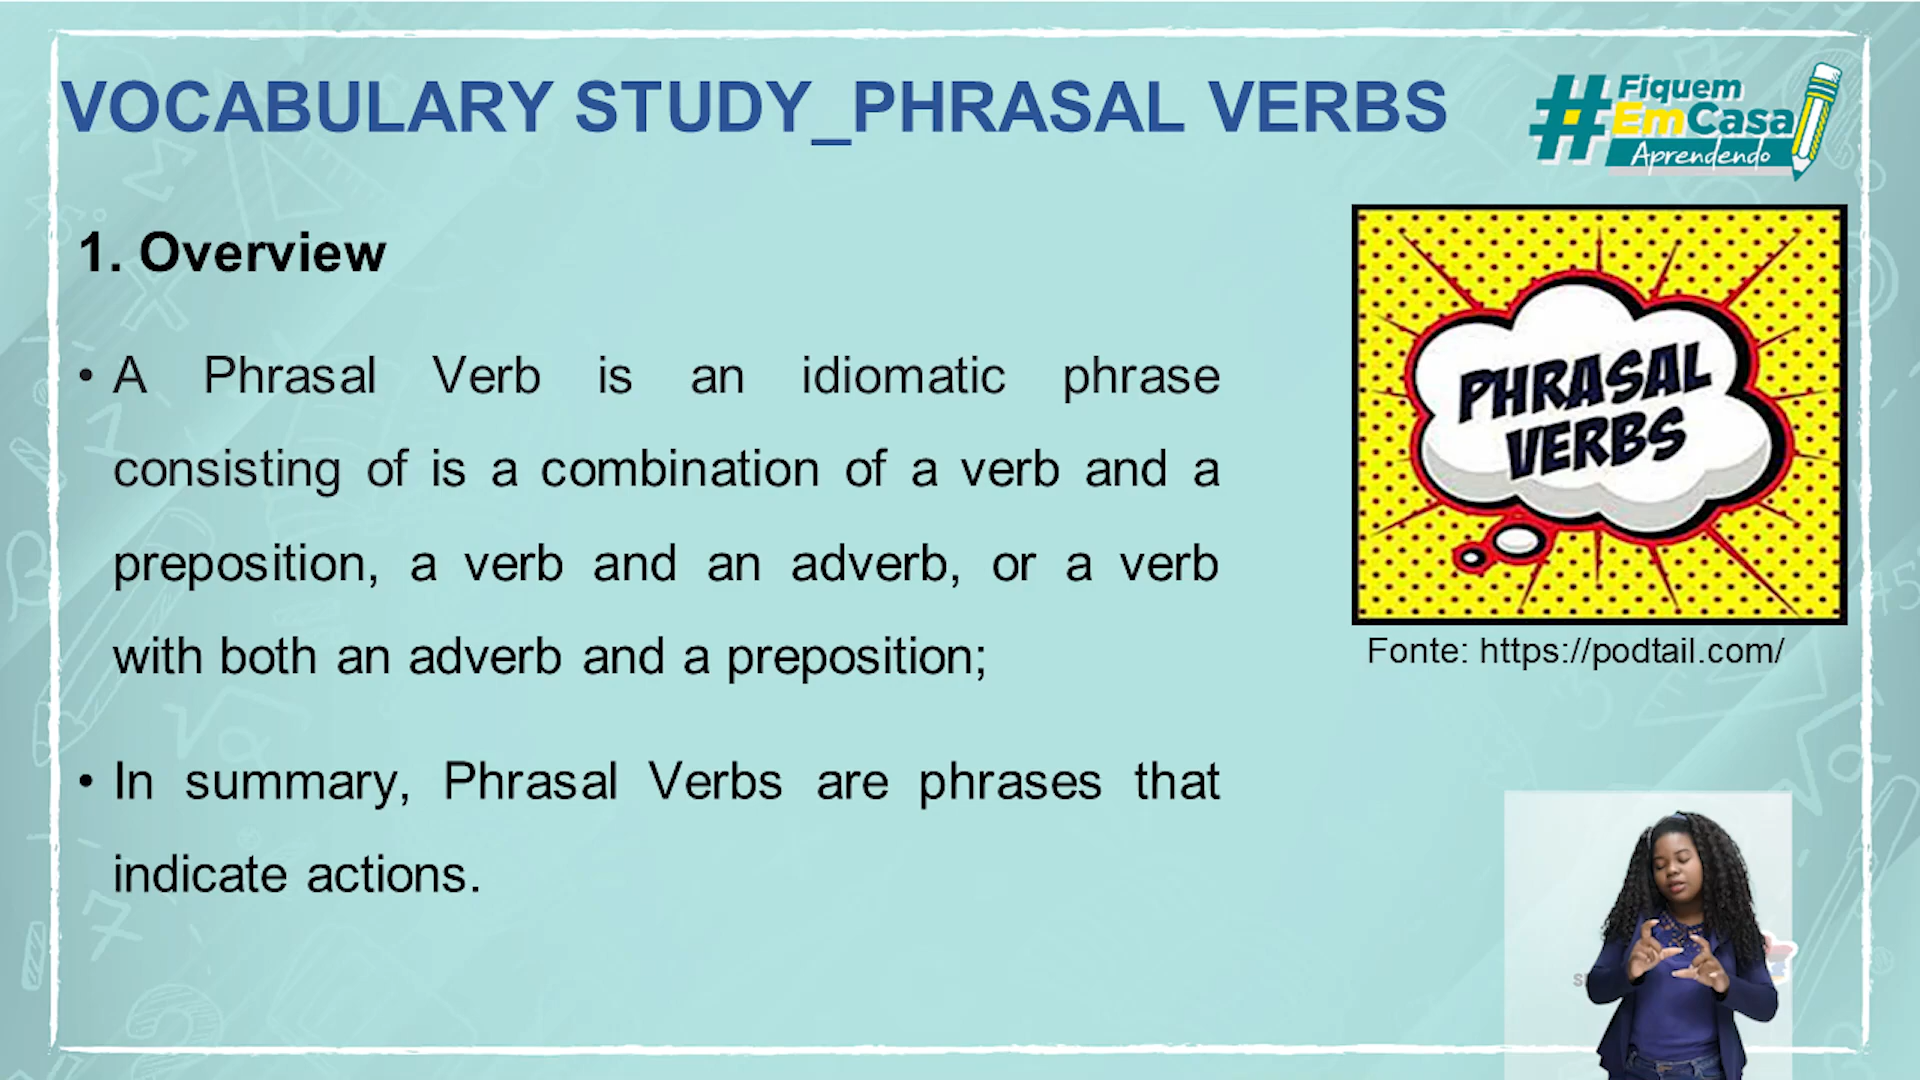 VOCABULARY STUDY_PHRASAL VERBS
#Fiquem
EmCasa
Aprendendo
1. Overview
• A Phrasal Verb is an idiomatic phrase
consisting of is a combination of a verb and a
preposition, a verb and an adverb, or a verb
with both an adverb and a preposition;
• In summary, Phrasal Verbs are phrases that
indicate actions.
PHRASAL
VERBS
Fonte: https://podtail.com/